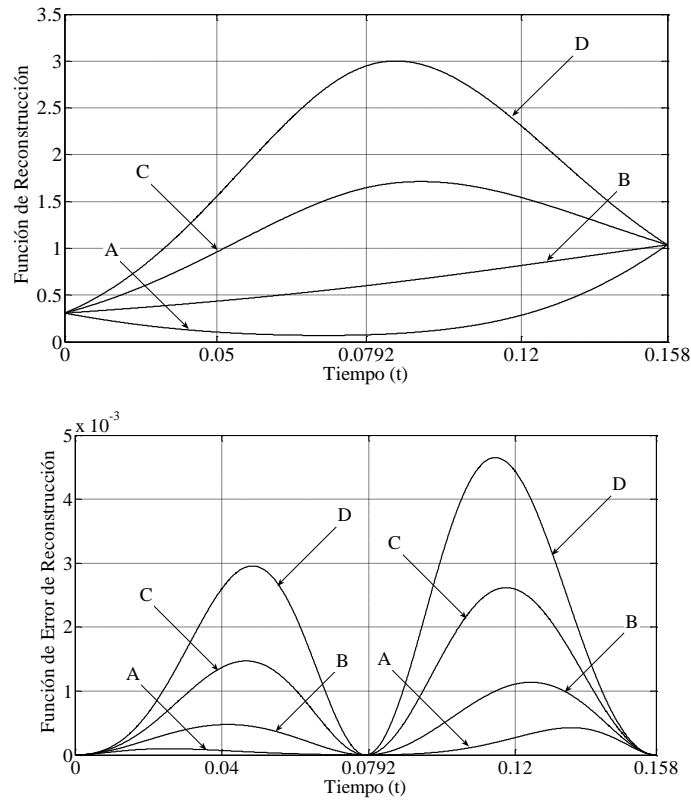 3.5
3
2.5
2
1.5
1
0.5
0
Función de Reconstrucción
D
C
B
A
0
0.05
0.0792
0.12
0.158
Tiempo (t)
x 10^-3
5
4
3
2
1
0
Función de Error de Reconstrucción
D
D
C
C
B
B
A
A
0
0.04
0.0792
0.12
0.158
Tiempo (t)